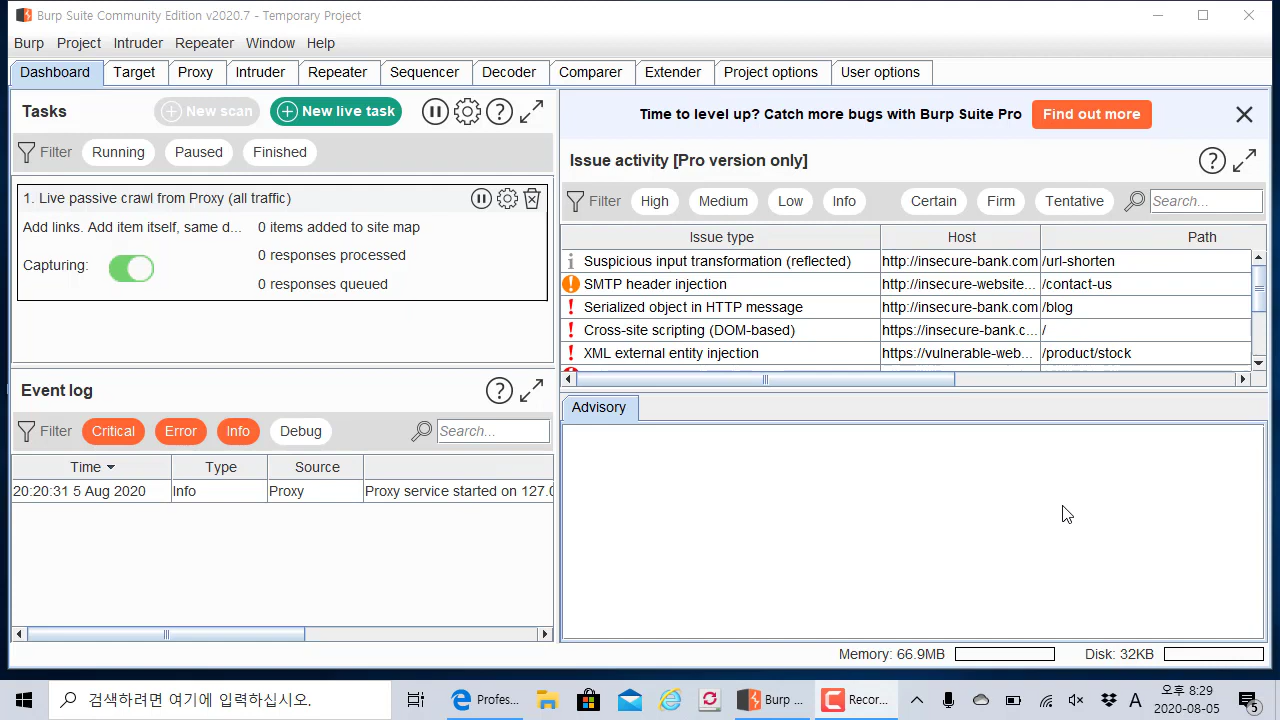 Burp Suite Community Edition v2020.7 - Temporary Project
Burp Project Intruder Repeater Window Help
Dashboard Target Proxy Intruder Repeater Sequencer Decoder Comparer Extender Project options User options
Tasks New scan New live task
Filter Running Paused Finished
1. Live passive crawl from Proxy (all traffic)
Add links. Add item itself, same d... 0 items added to site map
Capturing: 0 responses processed
0 responses queued
Event log
Filter Critical Error Info Debug Search...
Time Type Source
20:20:31 5 Aug 2020 Info Proxy Proxy service started on 127.0
Time to level up? Catch more bugs with Burp Suite Pro Find out more
Issue activity [Pro version only]
Filter High Medium Low Info Certain Firm Tentative Search...
Issue type Host Path
Suspicious input transformation (reflected) http://insecure-bank.com /url-shorten
SMTP header injection http://insecure-website... /contact-us
Serialized object in HTTP message http://insecure-bank.com /blog
Cross-site scripting (DOM-based) https://insecure-bank.c... /
XML external entity injection https://vulnerable-web... /product/stock
Advisory
Memory: 66.9MB Disk: 32KB
검색하려면 여기에 입력하십시오. Profes... Burp ... Recor... A 오후 8:29
2020-08-05 5